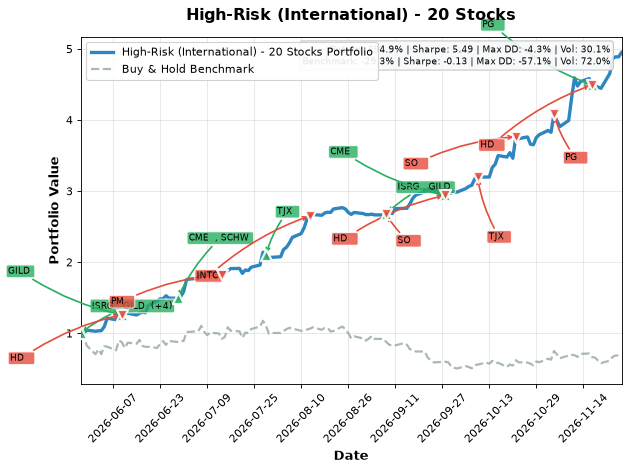 High-Risk (International) - 20 Stocks
PG
High-Risk (International) - 20 Stocks Portfolio
Buy & Hold Benchmark
4.9% | Sharpe: 5.49 | Max DD: -4.3% | Vol: 30.1%
Sharpe: -0.13 | Max DD: -57.1% | Vol: 72.0%
5
4
3
2
1
Portfolio Value
HD
SO
CME
PG
ISRG, GILD
TJX
CME , SCHW
HD
SO
TJX
GILD
INTC
PM
(+4)
HD
2026-06-07
2026-06-23
2026-07-09
2026-07-25
2026-08-10
2026-08-26
2026-09-11
2026-09-27
2026-10-13
2026-10-29
2026-11-14
Date